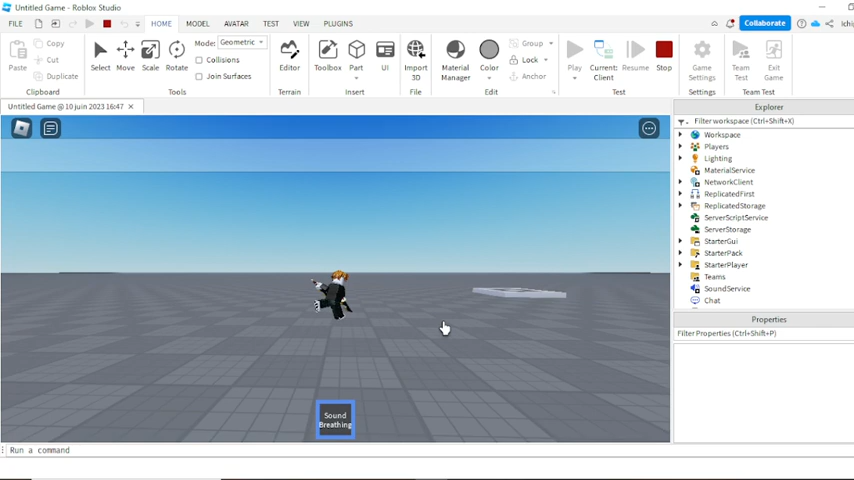 Untitled Game - Roblox Studio
FILE HOME MODEL AVATAR TEST VIEW PLUGINS Collaborate
Paste Copy Cut Duplicate Clipboard
Select Move Scale Rotate Mode: Geometric Collisions Join Surfaces Tools
Editor Terrain
Toolbox Part UI Insert
Import 3D File
Material Manager Color Group Lock Anchor Edit
Play Current: Client Resume Stop Test
Game Settings Settings
Team Test Exit Game Team Test
Untitled Game @ 10 juin 2023 16:47
Explorer
Filter workspace (Ctrl+Shift+X)
Workspace
Players
Lighting
MaterialService
NetworkClient
ReplicatedFirst
ReplicatedStorage
ServerScriptService
ServerStorage
StarterGui
StarterPack
StarterPlayer
Teams
SoundService
Chat
Properties
Filter Properties (Ctrl+Shift+P)
Sound
Breathing
Run a command